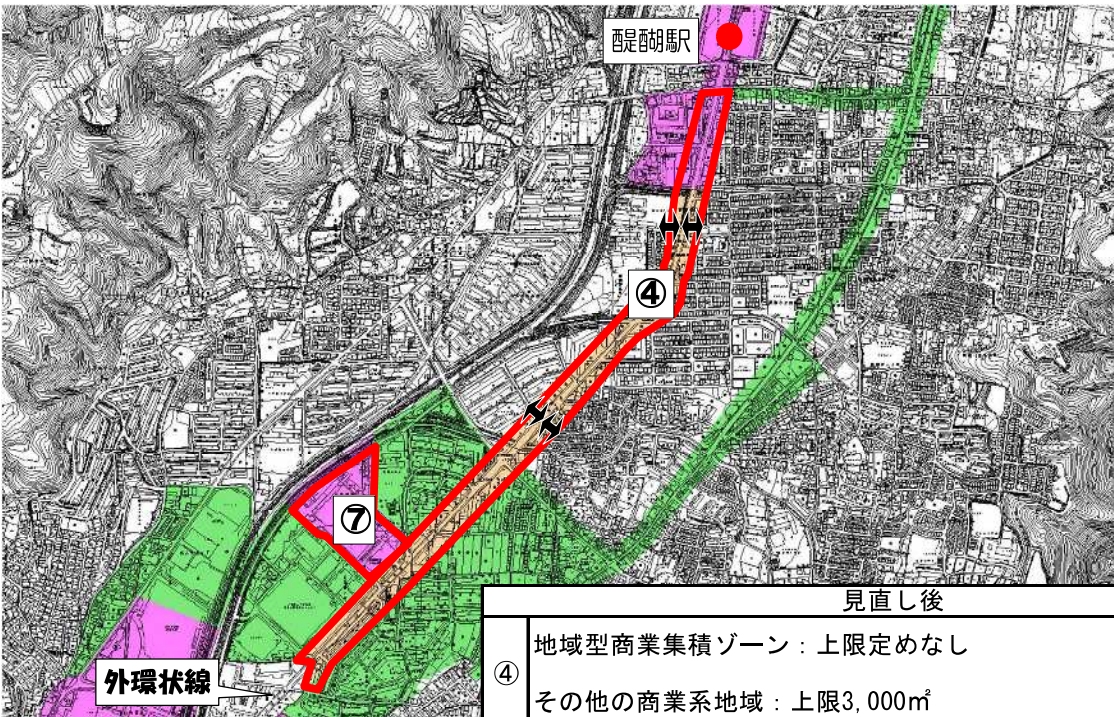 醍醐駅
④
⑦
外環状線
見直し後
④
地域型商業集積ゾーン：上限定めなし
その他の商業系地域：上限3,000㎡